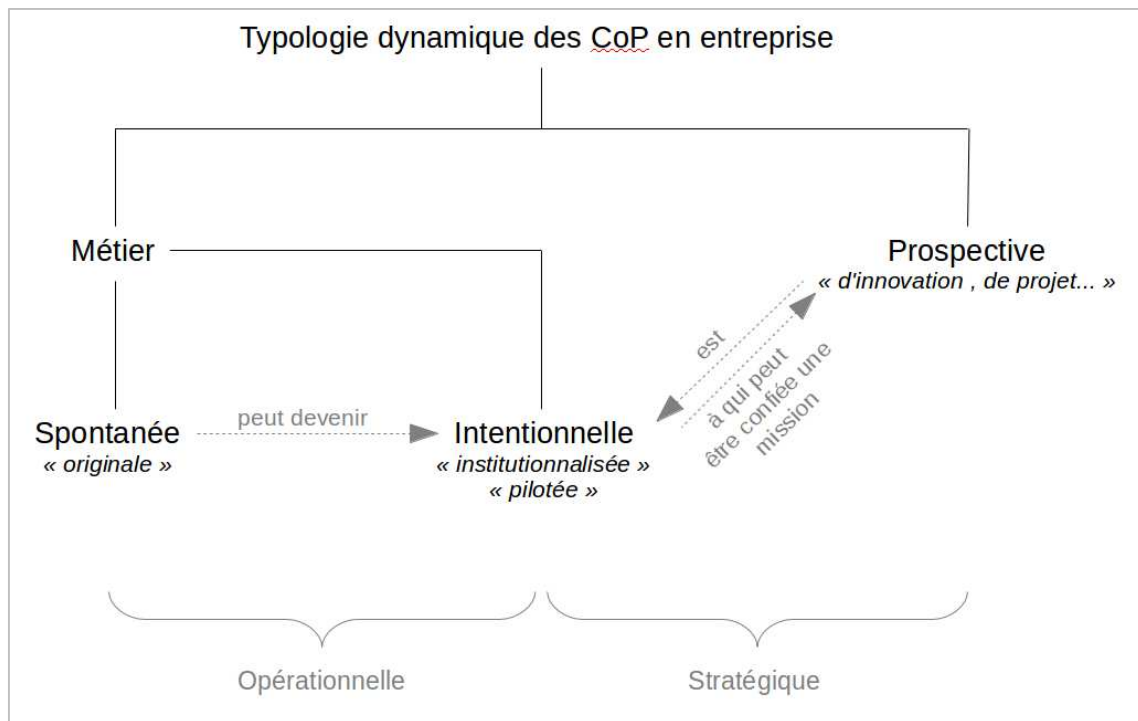 Typologie dynamique des CoP en entreprise
Métier
Prospective
« d'innovation , de projet... »
est
à qui peut
être confiée une
mission
Spontanée
« originale »
peut devenir
Intentionnelle
« institutionnalisée »
« pilotée »
Opérationnelle
Stratégique